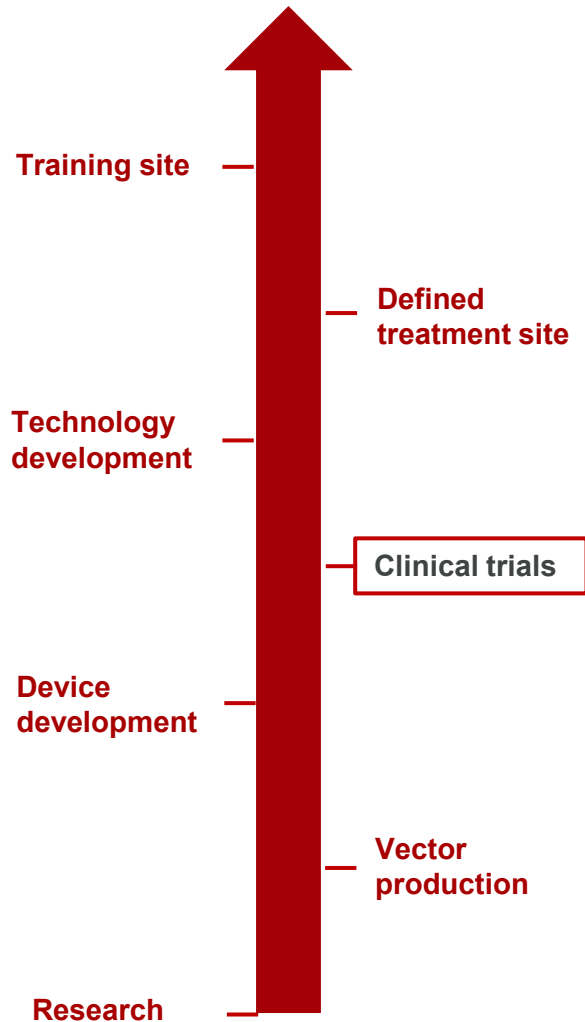 Training site
Defined
treatment site
Technology
development
Clinical trials
Device
development
Vector
production
Research